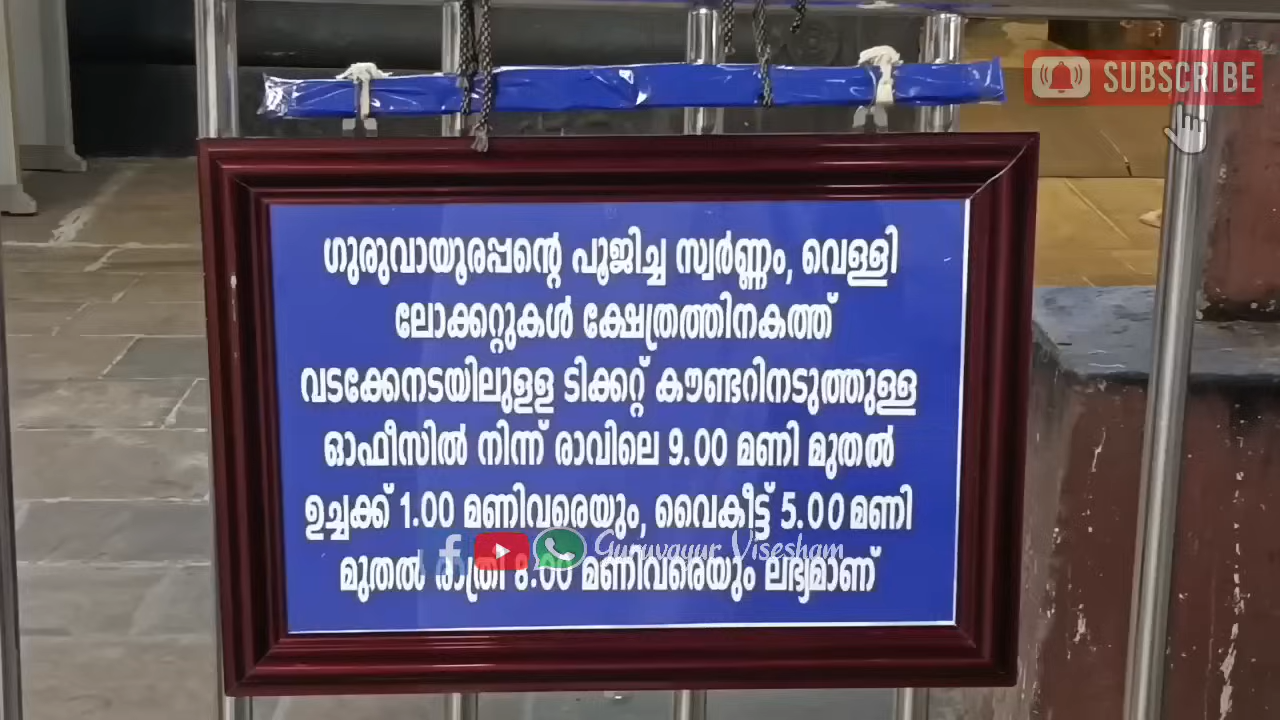 SUBSCRIBE
ഗുരുവായൂരപ്പന്റെ പൂജിച്ച സ്വർണ്ണം, വെള്ളി
ലോക്കറ്റുകൾ ക്ഷേത്രത്തിനകത്ത്
വടക്കേനടയിലുളള ടിക്കറ്റ് കൗണ്ടറിനടുത്തുള്ള
ഓഫീസിൽ നിന്ന് രാവിലെ 9.00 മണി മുതൽ
ഉച്ചക്ക് 1.00 മണിവരെയും, വൈകീട്ട് 5.00 മണി
Guruvayur Visesham
മുതൽ രാത്രി 8.00 മണിവരെയും ലഭ്യമാണ്